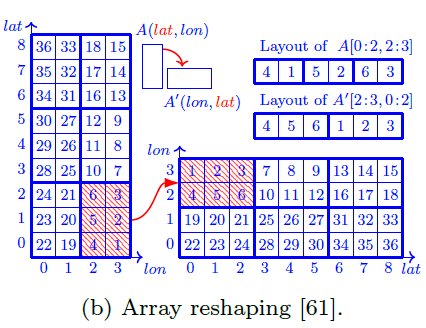 lat
8 36 33 18 15
7 35 32 17 14
6 34 31 16 13
5 30 27 12 9
4 29 26 11 8
3 28 25 10 7
2 24 21 6 3
1 23 20 5 2
0 22 19 4 1
0 1 2 3 lon
A(lat, lon)
A′(lon, lat)
Layout of A[0:2, 2:3]
4 1 5 2 6 3
Layout of A′[2:3, 0:2]
4 5 6 1 2 3
lon
3 1 2 3 7 8 9 13 14 15
2 4 5 6 10 11 12 16 17 18
1 19 20 21 25 26 27 31 32 33
0 22 23 24 28 29 30 34 35 36
0 1 2 3 4 5 6 7 8 lat
(b) Array reshaping [61].